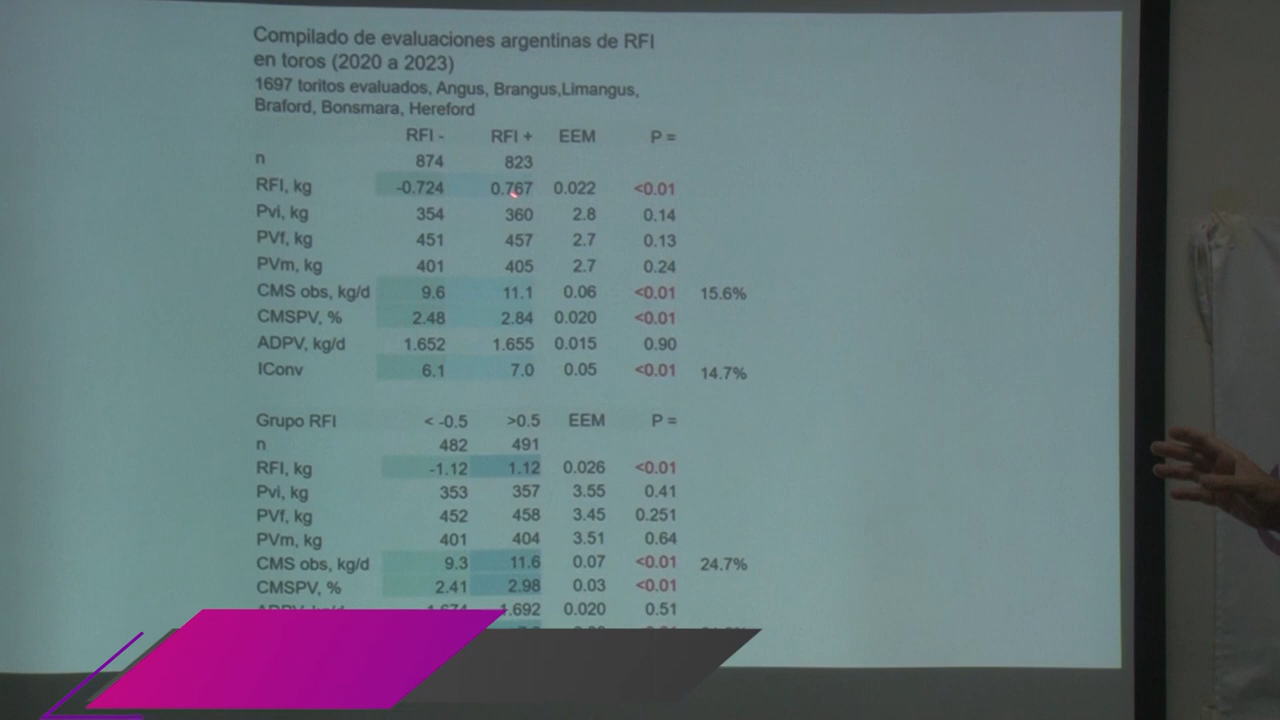 Compilado de evaluaciones argentinas de RFI
en toros (2020 a 2023)
1697 toritos evaluados, Angus, Brangus,Limangus,
Braford, Bonsmara, Hereford
RFI - RFI + EEM P =
n 874 823
RFI, kg -0.724 0.767 0.022 <0.01
Pvi, kg 354 360 2.8 0.14
PVf, kg 451 457 2.7 0.13
PVm, kg 401 405 2.7 0.24
CMS obs, kg/d 9.6 11.1 0.06 <0.01 15.6%
CMSPV, % 2.48 2.84 0.020 <0.01
ADPV, kg/d 1.652 1.655 0.015 0.90
IConv 6.1 7.0 0.05 <0.01 14.7%
Grupo RFI < -0.5 >0.5 EEM P =
n 482 491
RFI, kg -1.12 1.12 0.026 <0.01
Pvi, kg 353 357 3.55 0.41
PVf, kg 452 458 3.45 0.251
PVm, kg 401 404 3.51 0.64
CMS obs, kg/d 9.3 11.6 0.07 <0.01 24.7%
CMSPV, % 2.41 2.98 0.03 <0.01
ADPV, kg/d 1.674 1.692 0.020 0.51